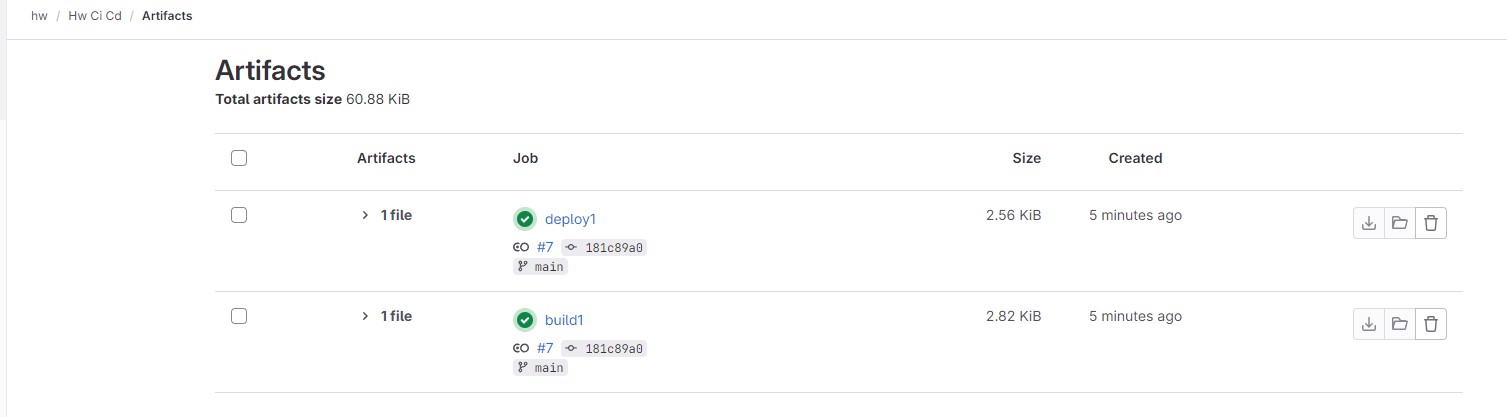 hw / Hw Ci Cd / Artifacts
Artifacts
Total artifacts size 60.88 KiB
Artifacts Job Size Created
1 file deploy1 2.56 KiB 5 minutes ago
#7 181c89a0
main
1 file build1 2.82 KiB 5 minutes ago
#7 181c89a0
main